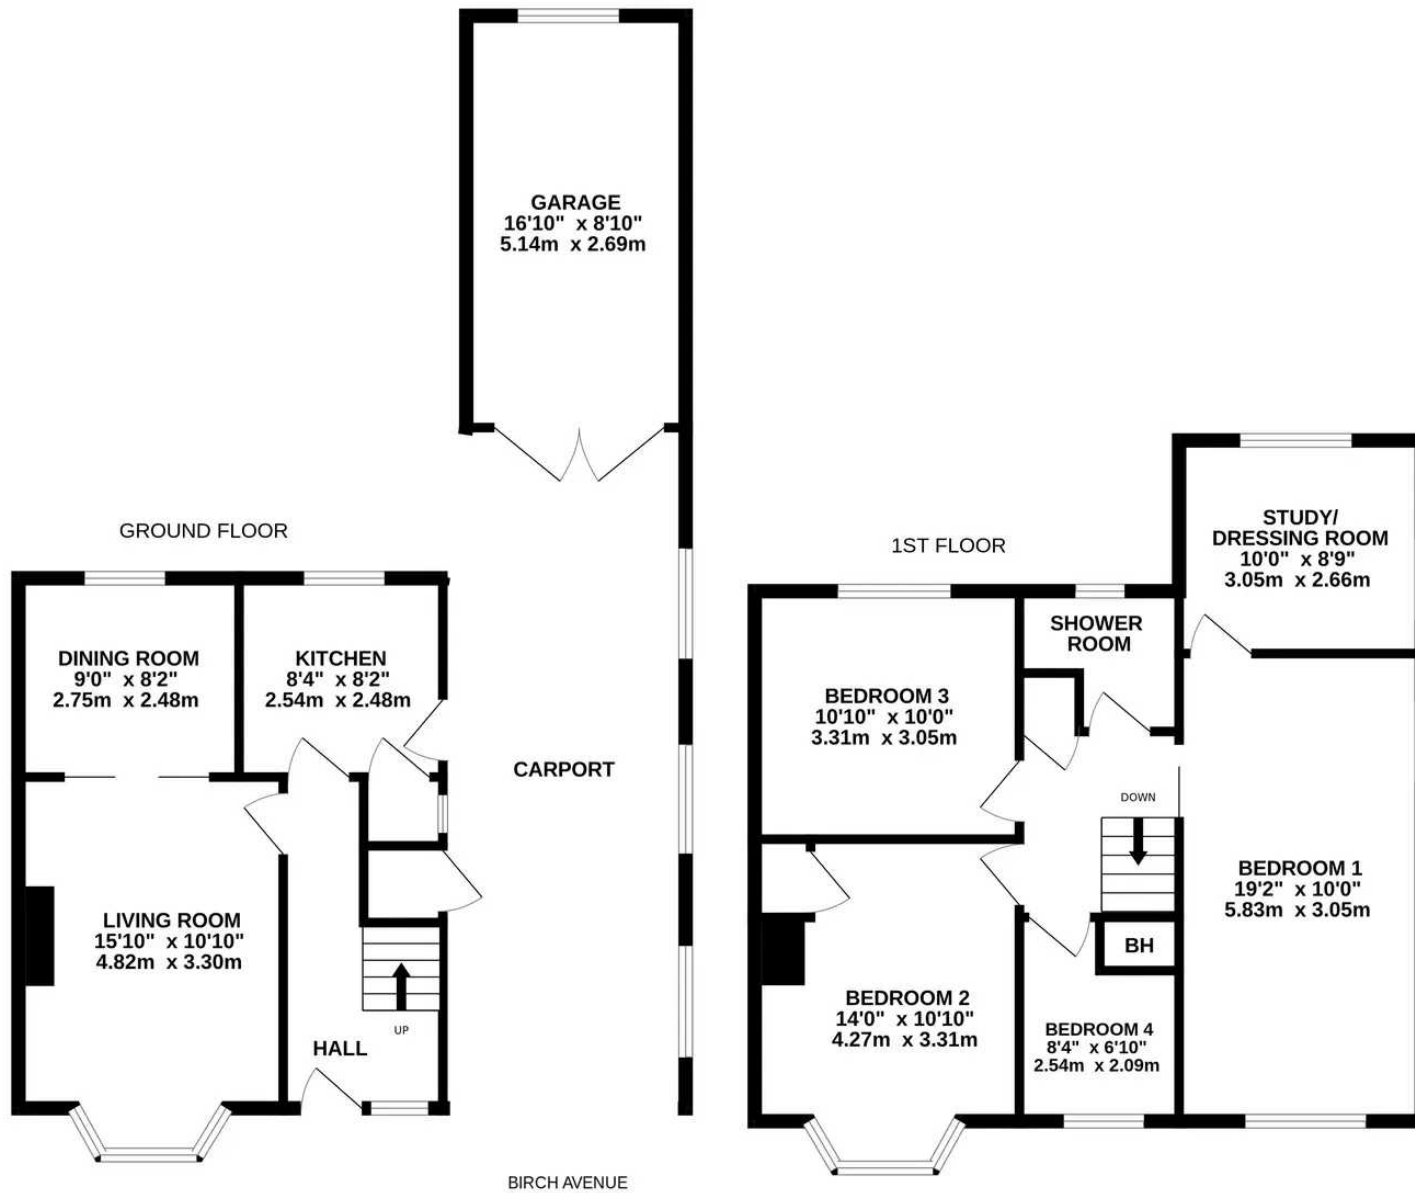 GARAGE
16'10" x 8'10"
5.14m x 2.69m
GROUND FLOOR
DINING ROOM
9'0" x 8'2"
2.75m x 2.48m
KITCHEN
8'4" x 8'2"
2.54m x 2.48m
CARPORT
LIVING ROOM
15'10" x 10'10"
4.82m x 3.30m
UP
HALL
BIRCH AVENUE
1ST FLOOR
STUDY/
DRESSING ROOM
10'0" x 8'9"
3.05m x 2.66m
SHOWER
ROOM
BEDROOM 3
10'10" x 10'0"
3.31m x 3.05m
DOWN
BEDROOM 1
19'2" x 10'0"
5.83m x 3.05m
BH
BEDROOM 2
14'0" x 10'10"
4.27m x 3.31m
BEDROOM 4
8'4" x 6'10"
2.54m x 2.09m